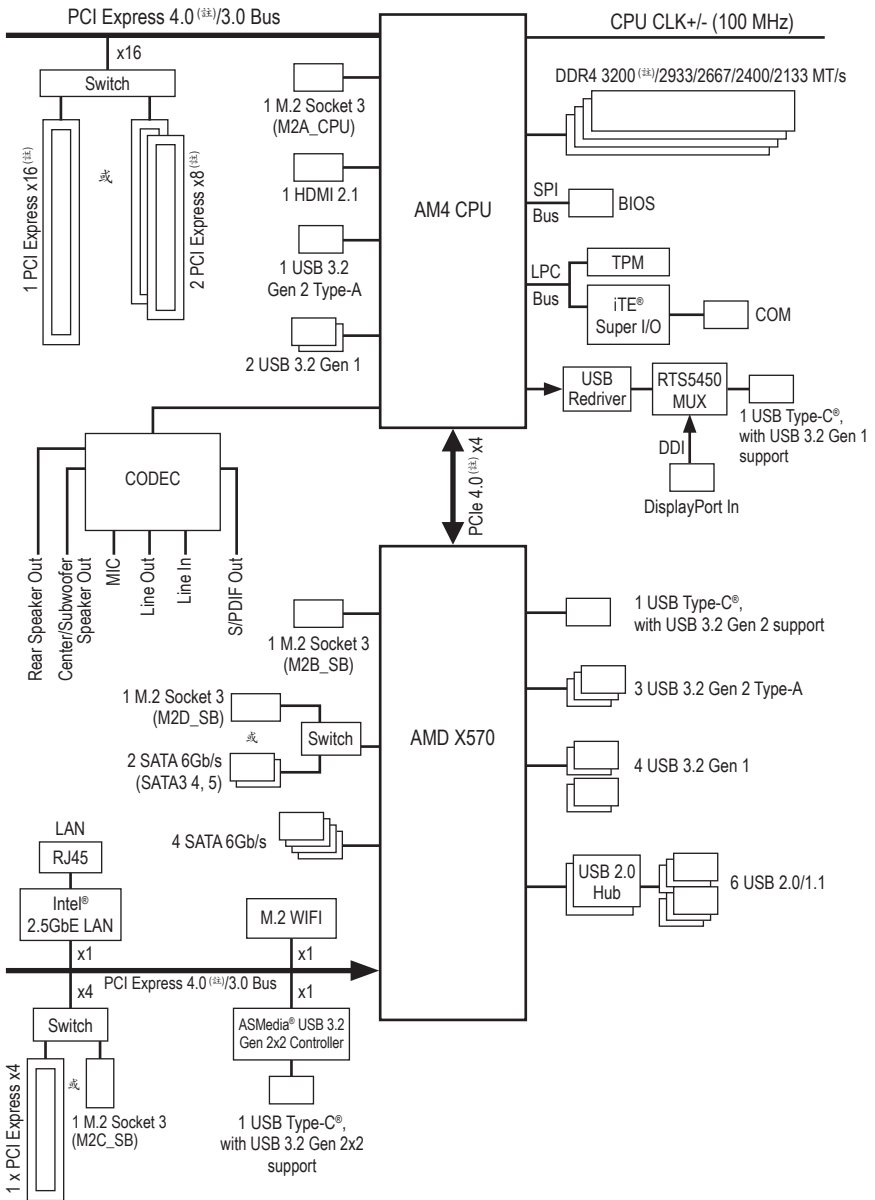 PCI Express 4.0 (註)/3.0 Bus
CPU CLK+/- (100 MHz)
x16
Switch
1 PCI Express x16 (註)
或
2 PCI Express x8 (註)
1 M.2 Socket 3
(M2A_CPU)
1 HDMI 2.1
1 USB 3.2
Gen 2 Type-A
2 USB 3.2 Gen 1
AM4 CPU
DDR4 3200 (註)/2933/2667/2400/2133 MT/s
SPI
Bus
BIOS
LPC
Bus
TPM
iTE®
Super I/O
COM
USB
Redriver
RTS5450
MUX
1 USB Type-C®,
with USB 3.2 Gen 1
support
DDI
DisplayPort In
CODEC
Rear Speaker Out
Center/Subwoofer
Speaker Out
MIC
Line Out
Line In
S/PDIF Out
PCIe 4.0 (註) x4
1 M.2 Socket 3
(M2B_SB)
1 M.2 Socket 3
(M2D_SB)
或
Switch
2 SATA 6Gb/s
(SATA3 4, 5)
4 SATA 6Gb/s
AMD X570
1 USB Type-C®,
with USB 3.2 Gen 2 support
3 USB 3.2 Gen 2 Type-A
4 USB 3.2 Gen 1
USB 2.0
Hub
6 USB 2.0/1.1
LAN
RJ45
Intel®
2.5GbE LAN
x1
M.2 WIFI
x1
PCI Express 4.0 (註)/3.0 Bus
x4
x1
Switch
1 x PCI Express x4
或
1 M.2 Socket 3
(M2C_SB)
ASMedia® USB 3.2
Gen 2x2 Controller
1 USB Type-C®,
with USB 3.2 Gen 2x2
support